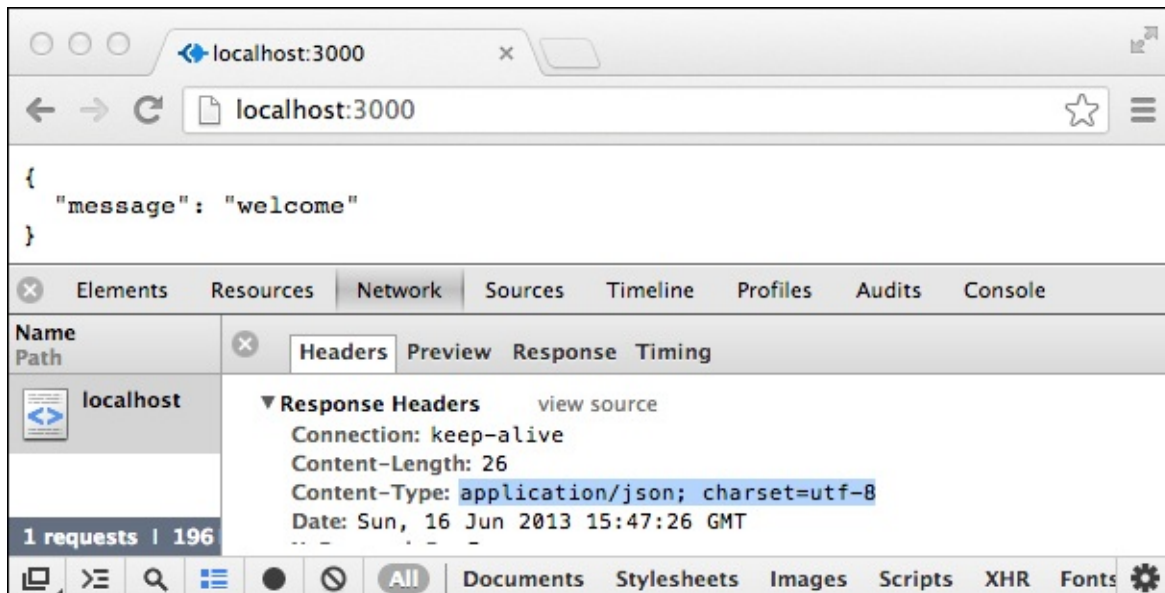 localhost:3000
localhost:3000
{
"message": "welcome"
}
Elements Resources Network Sources Timeline Profiles Audits Console
Name
Path
Headers Preview Response Timing
localhost
Response Headers view source
Connection: keep-alive
Content-Length: 26
Content-Type: application/json; charset=utf-8
Date: Sun, 16 Jun 2013 15:47:26 GMT
1 requests | 196
All Documents Stylesheets Images Scripts XHR Fonts